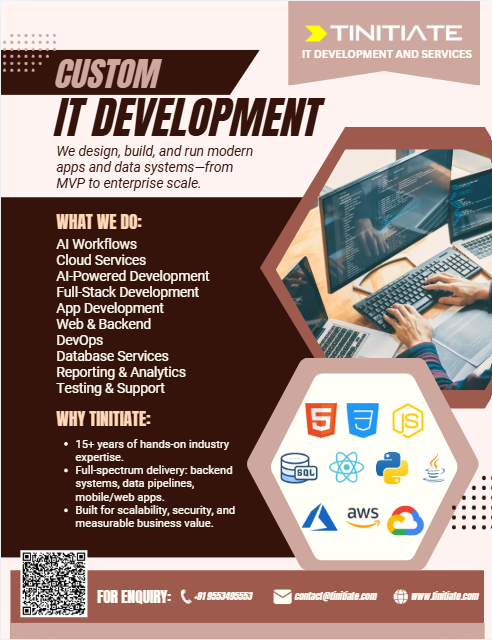 TINITIATE
IT DEVELOPMENT AND SERVICES
CUSTOM
IT DEVELOPMENT
We design, build, and run modern
apps and data systems—from
MVP to enterprise scale.
WHAT WE DO:
AI Workflows
Cloud Services
AI-Powered Development
Full-Stack Development
App Development
Web & Backend
DevOps
Database Services
Reporting & Analytics
Testing & Support
WHY TINITIATE:
• 15+ years of hands-on industry
expertise.
• Full-spectrum delivery: backend
systems, data pipelines,
mobile/web apps.
• Built for scalability, security, and
measurable business value.
5 3 JS
SQL
aws
FOR ENQUIRY: +91 9553495553 contact@tinitiate.com www.tinitiate.com